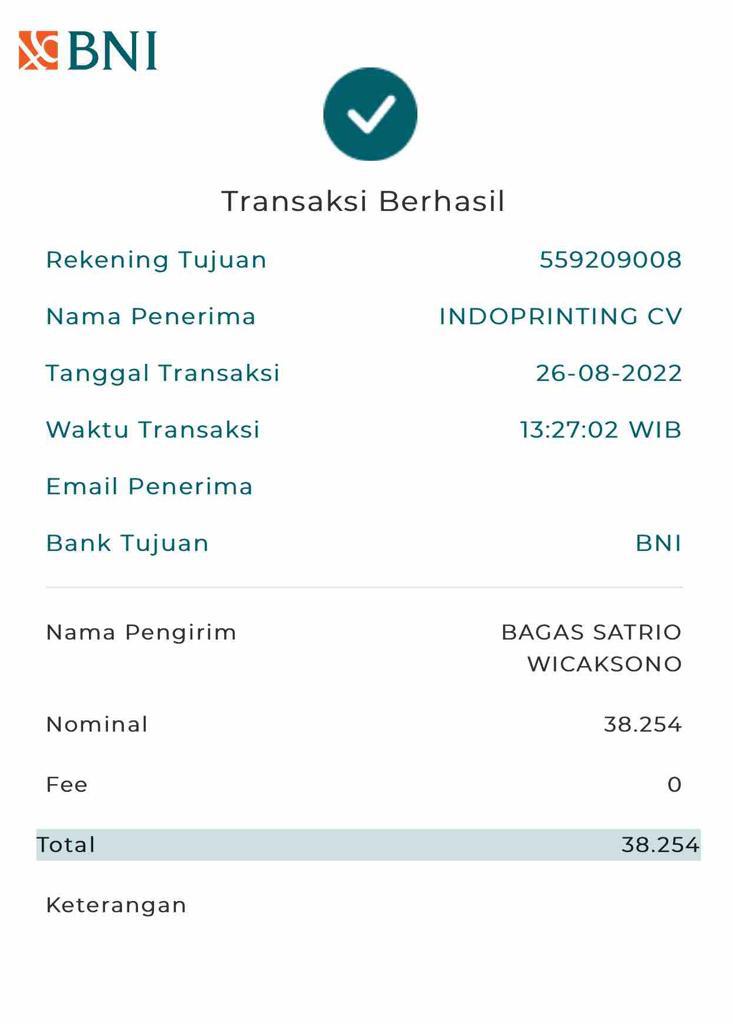 BNI
Transaksi Berhasil
Rekening Tujuan 559209008
Nama Penerima INDOPRINTING CV
Tanggal Transaksi 26-08-2022
Waktu Transaksi 13:27:02 WIB
Email Penerima
Bank Tujuan BNI
Nama Pengirim BAGAS SATRIO
WICAKSONO
Nominal 38.254
Fee 0
Total 38.254
Keterangan